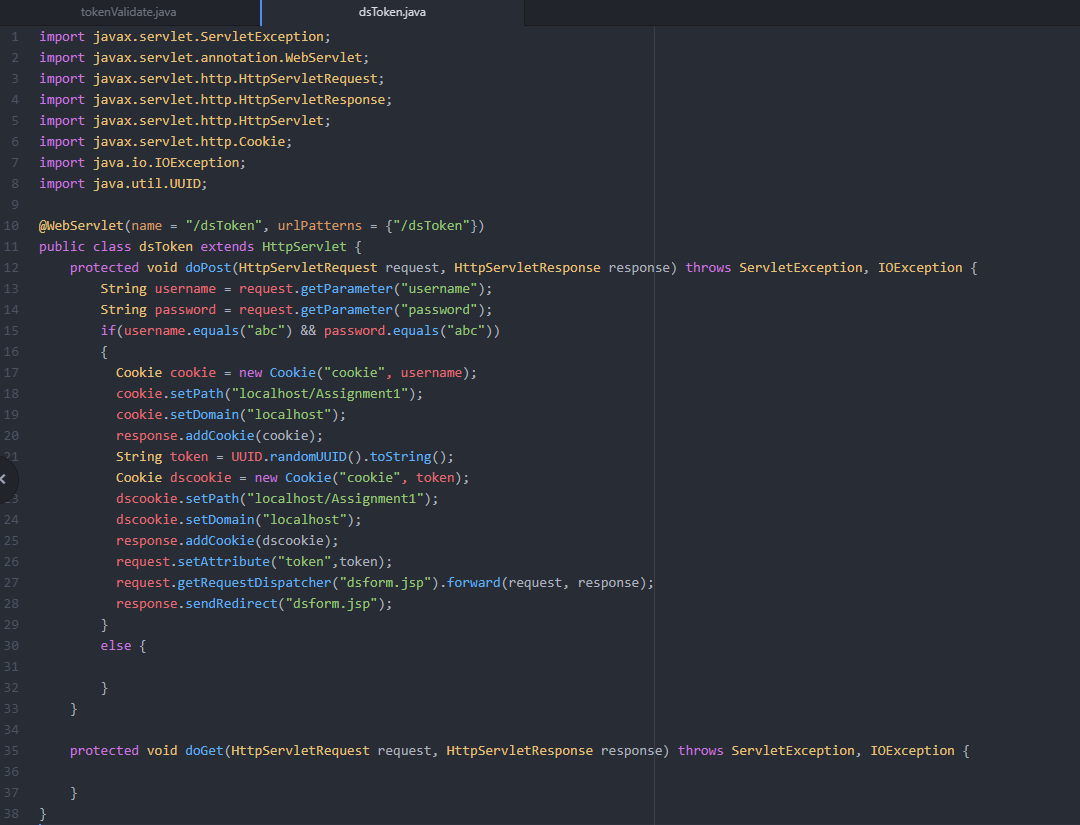 tokenValidate.java
dsToken.java
1 import javax.servlet.ServletException;
2 import javax.servlet.annotation.WebServlet;
3 import javax.servlet.http.HttpServletRequest;
4 import javax.servlet.http.HttpServletResponse;
5 import javax.servlet.http.HttpServlet;
6 import javax.servlet.http.Cookie;
7 import java.io.IOException;
8 import java.util.UUID;
9
10 @WebServlet(name = "/dsToken", urlPatterns = {"/dsToken"})
11 public class dsToken extends HttpServlet {
12     protected void doPost(HttpServletRequest request, HttpServletResponse response) throws ServletException, IOException {
13         String username = request.getParameter("username");
14         String password = request.getParameter("password");
15         if(username.equals("abc") && password.equals("abc"))
16         {
17           Cookie cookie = new Cookie("cookie", username);
18           cookie.setPath("localhost/Assignment1");
19           cookie.setDomain("localhost");
20           response.addCookie(cookie);
21           String token = UUID.randomUUID().toString();
Cookie dscookie = new Cookie("cookie", token);
23           dscookie.setPath("localhost/Assignment1");
24           dscookie.setDomain("localhost");
25           response.addCookie(dscookie);
26           request.setAttribute("token",token);
27           request.getRequestDispatcher("dsform.jsp").forward(request, response);
28           response.sendRedirect("dsform.jsp");
29         }
30         else {
31
32         }
33     }
34
35     protected void doGet(HttpServletRequest request, HttpServletResponse response) throws ServletException, IOException {
36
37     }
38 }